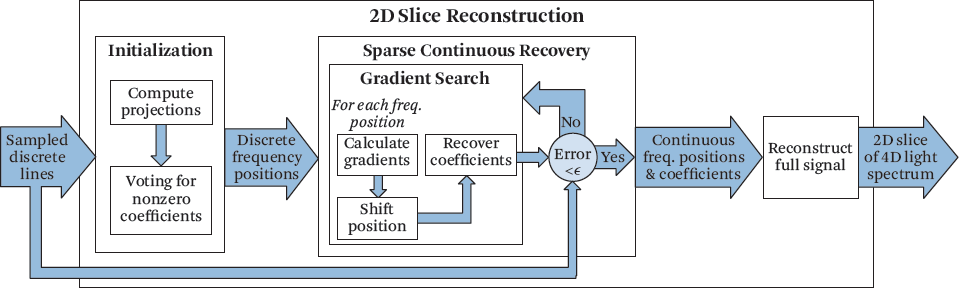 2D Slice Reconstruction
Sampled
discrete
lines
Initialization
Compute
projections
Voting for
nonzero
coefficients
Discrete
frequency
positions
Sparse Continuous Recovery
Gradient Search
For each freq.
position
Calculate
gradients
Shift
position
Recover
coefficients
Error
<ϵ
No
Yes
Continuous
freq. positions
& coefficients
Reconstruct
full signal
2D slice
of 4D light
spectrum